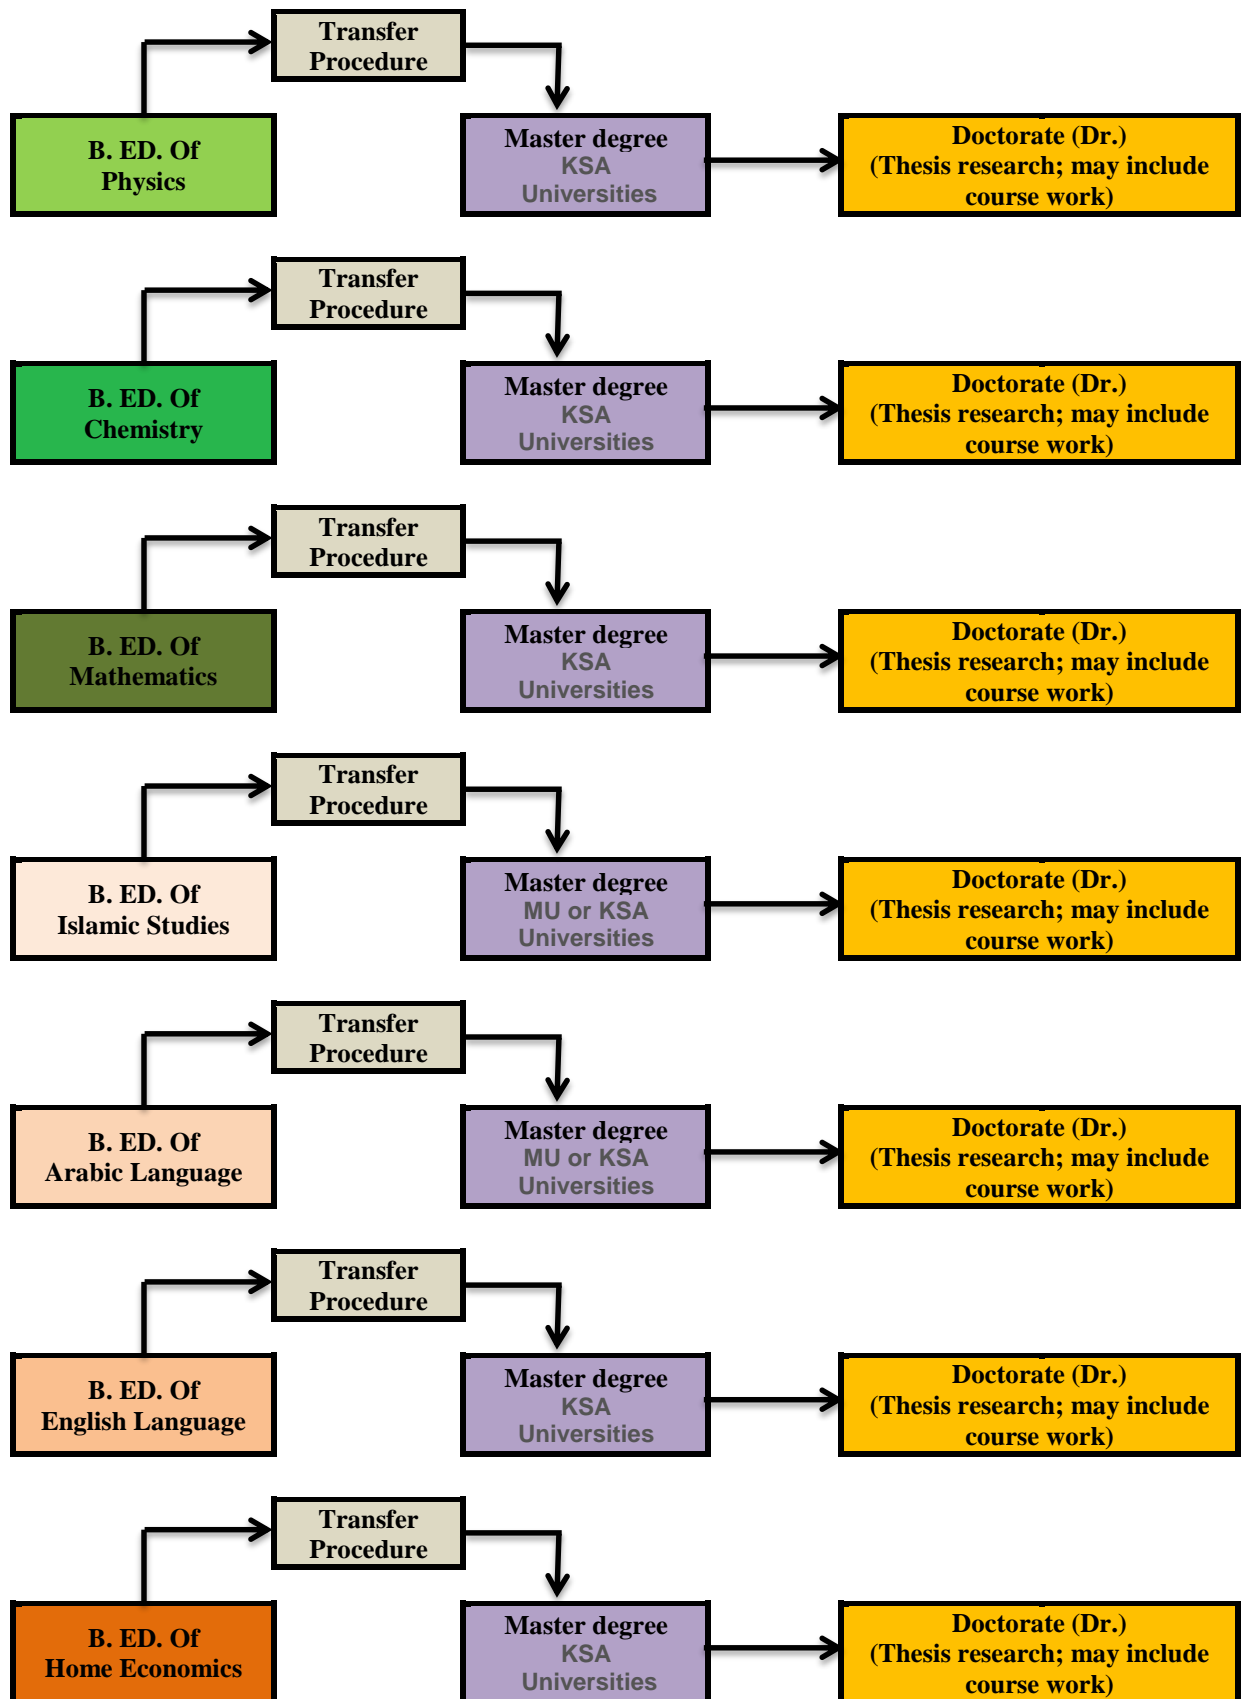 Transfer
Procedure
B. ED. Of
Physics
Master degree
KSA
Universities
Doctorate (Dr.)
(Thesis research; may include
course work)
Transfer
Procedure
B. ED. Of
Chemistry
Master degree
KSA
Universities
Doctorate (Dr.)
(Thesis research; may include
course work)
Transfer
Procedure
B. ED. Of
Mathematics
Master degree
KSA
Universities
Doctorate (Dr.)
(Thesis research; may include
course work)
Transfer
Procedure
B. ED. Of
Islamic Studies
Master degree
MU or KSA
Universities
Doctorate (Dr.)
(Thesis research; may include
course work)
Transfer
Procedure
B. ED. Of
Arabic Language
Master degree
MU or KSA
Universities
Doctorate (Dr.)
(Thesis research; may include
course work)
Transfer
Procedure
B. ED. Of
English Language
Master degree
KSA
Universities
Doctorate (Dr.)
(Thesis research; may include
course work)
Transfer
Procedure
B. ED. Of
Home Economics
Master degree
KSA
Universities
Doctorate (Dr.)
(Thesis research; may include
course work)